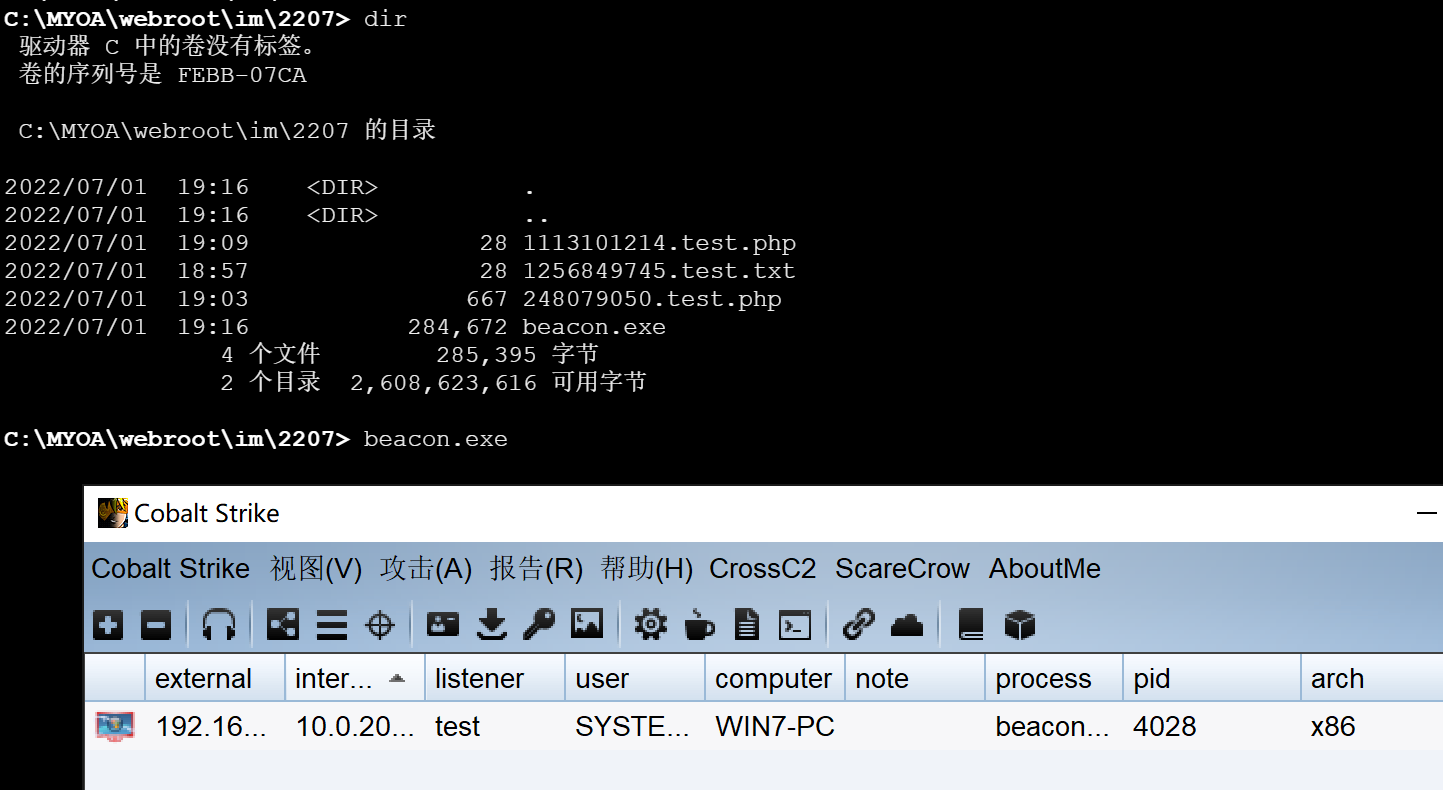 C:\MYOA\webroot\im\2207> dir
驱动器 C 中的卷没有标签。
卷的序列号是 FEBB-07CA
C:\MYOA\webroot\im\2207 的目录
2022/07/01 19:16 <DIR> .
2022/07/01 19:16 <DIR> ..
2022/07/01 19:09 28 1113101214.test.php
2022/07/01 18:57 28 1256849745.test.txt
2022/07/01 19:03 667 248079050.test.php
2022/07/01 19:16 284,672 beacon.exe
4 个文件 285,395 字节
2 个目录 2,608,623,616 可用字节
C:\MYOA\webroot\im\2207> beacon.exe
Cobalt Strike
Cobalt Strike 视图(V) 攻击(A) 报告(R) 帮助(H) CrossC2 ScareCrow AboutMe
external inter... listener user computer note process pid arch
192.16... 10.0.20... test SYSTE... WIN7-PC beacon... 4028 x86